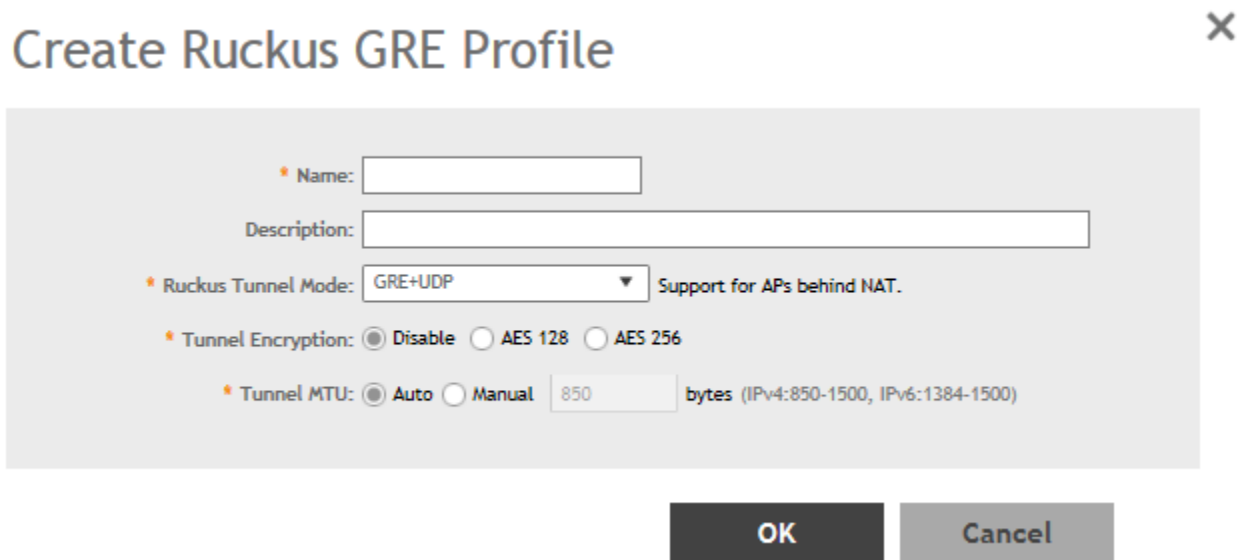 Create Ruckus GRE Profile
* Name:
Description:
* Ruckus Tunnel Mode: GRE+UDP Support for APs behind NAT.
* Tunnel Encryption: Disable AES 128 AES 256
* Tunnel MTU: Auto Manual 850 bytes (IPv4:850-1500, IPv6:1384-1500)
OK Cancel